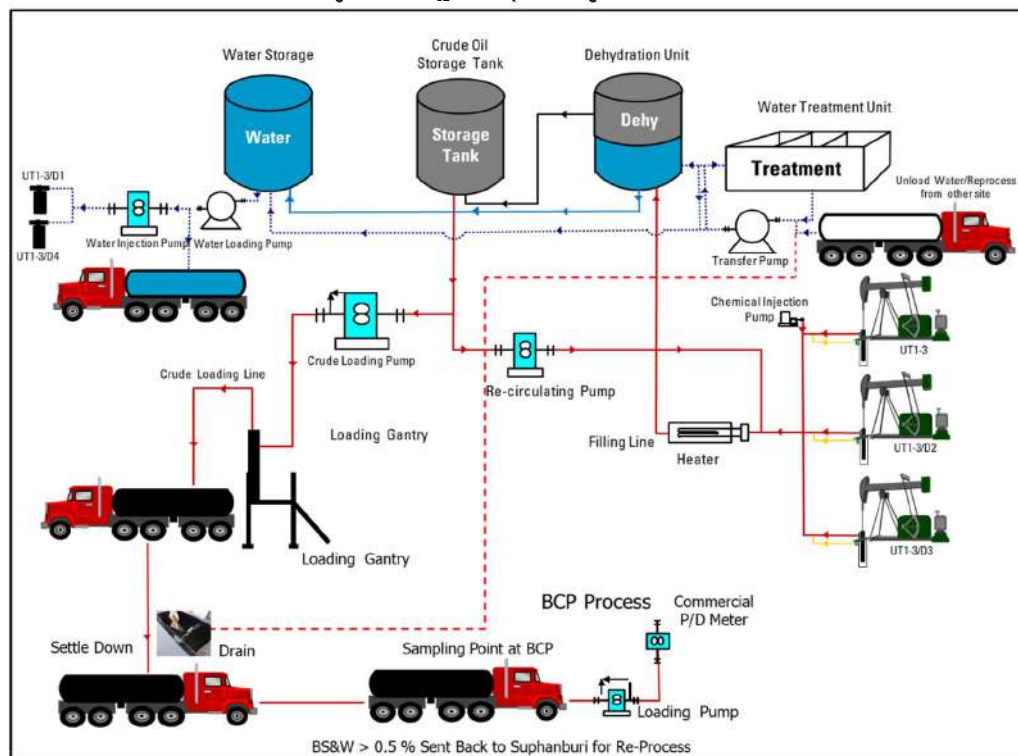 Crude Oil
Storage Tank
Water Storage
Dehydration Unit
Water Treatment Unit
Water
Storage
Tank
Dehy
Treatment
Unload Water/Reprocess
from other site
UT1-3/D1
UT1-3/D4
Water Injection Pump
Water Loading Pump
Transfer Pump
Chemical Injection
Pump
UT1-3
Crude Loading Pump
Re-circulating Pump
Crude Loading Line
Loading Gantry
Filling Line
Heater
UT1-3/D2
Loading Gantry
UT1-3/D3
BCP Process
Commercial
P/D Meter
Settle Down
Drain
Sampling Point at BCP
Loading Pump
BS&W > 0.5 % Sent Back to Suphanburi for Re-Process